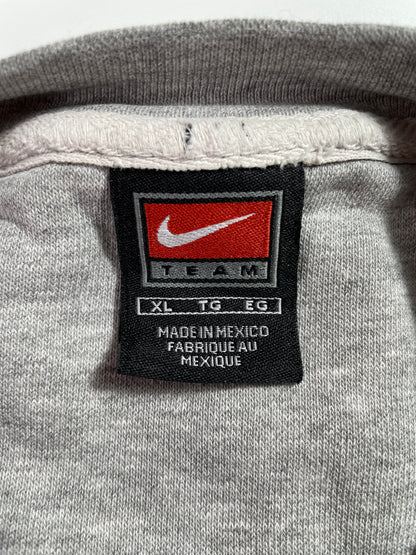 TEAM
XL TG EG
MADE IN MEXICO
FABRIQUE AU
MEXIQUE